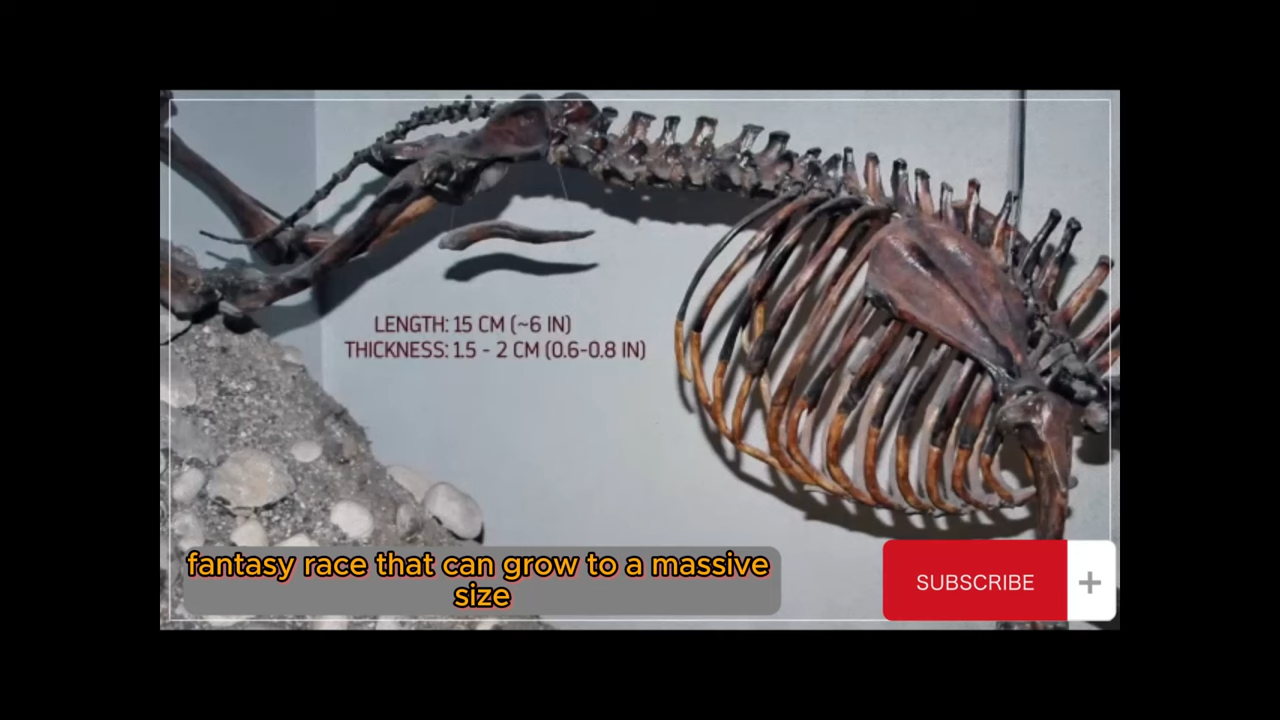 LENGTH: 15 CM (~6 IN)
THICKNESS: 1.5 - 2 CM (0.6-0.8 IN)
fantasy race that can grow to a massive
size
SUBSCRIBE
+